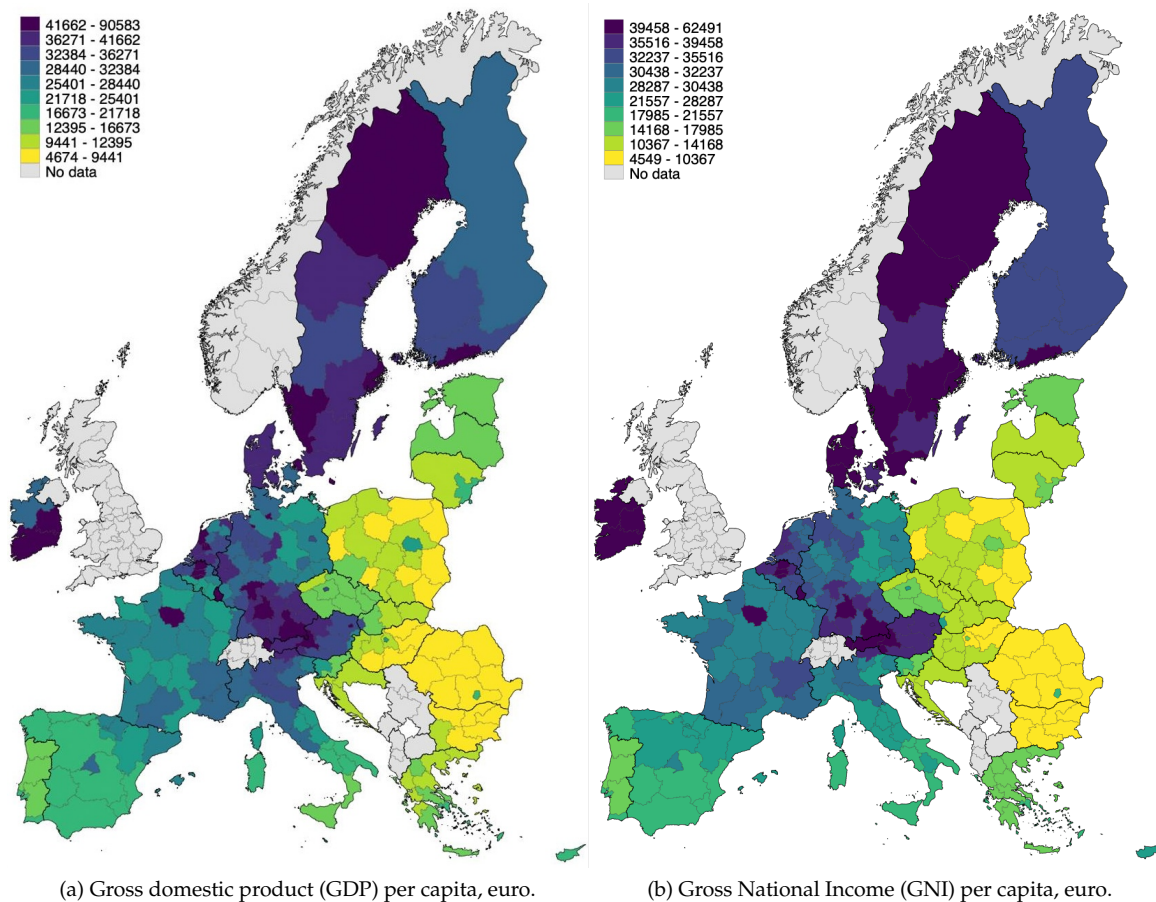 41662 - 90583
36271 - 41662
32384 - 36271
28440 - 32384
25401 - 28440
21718 - 25401
16673 - 21718
12395 - 16673
9441 - 12395
4674 - 9441
No data
39458 - 62491
35516 - 39458
32237 - 35516
30438 - 32237
28287 - 30438
21557 - 28287
17985 - 21557
14168 - 17985
10367 - 14168
4549 - 10367
No data
(a) Gross domestic product (GDP) per capita, euro.
(b) Gross National Income (GNI) per capita, euro.